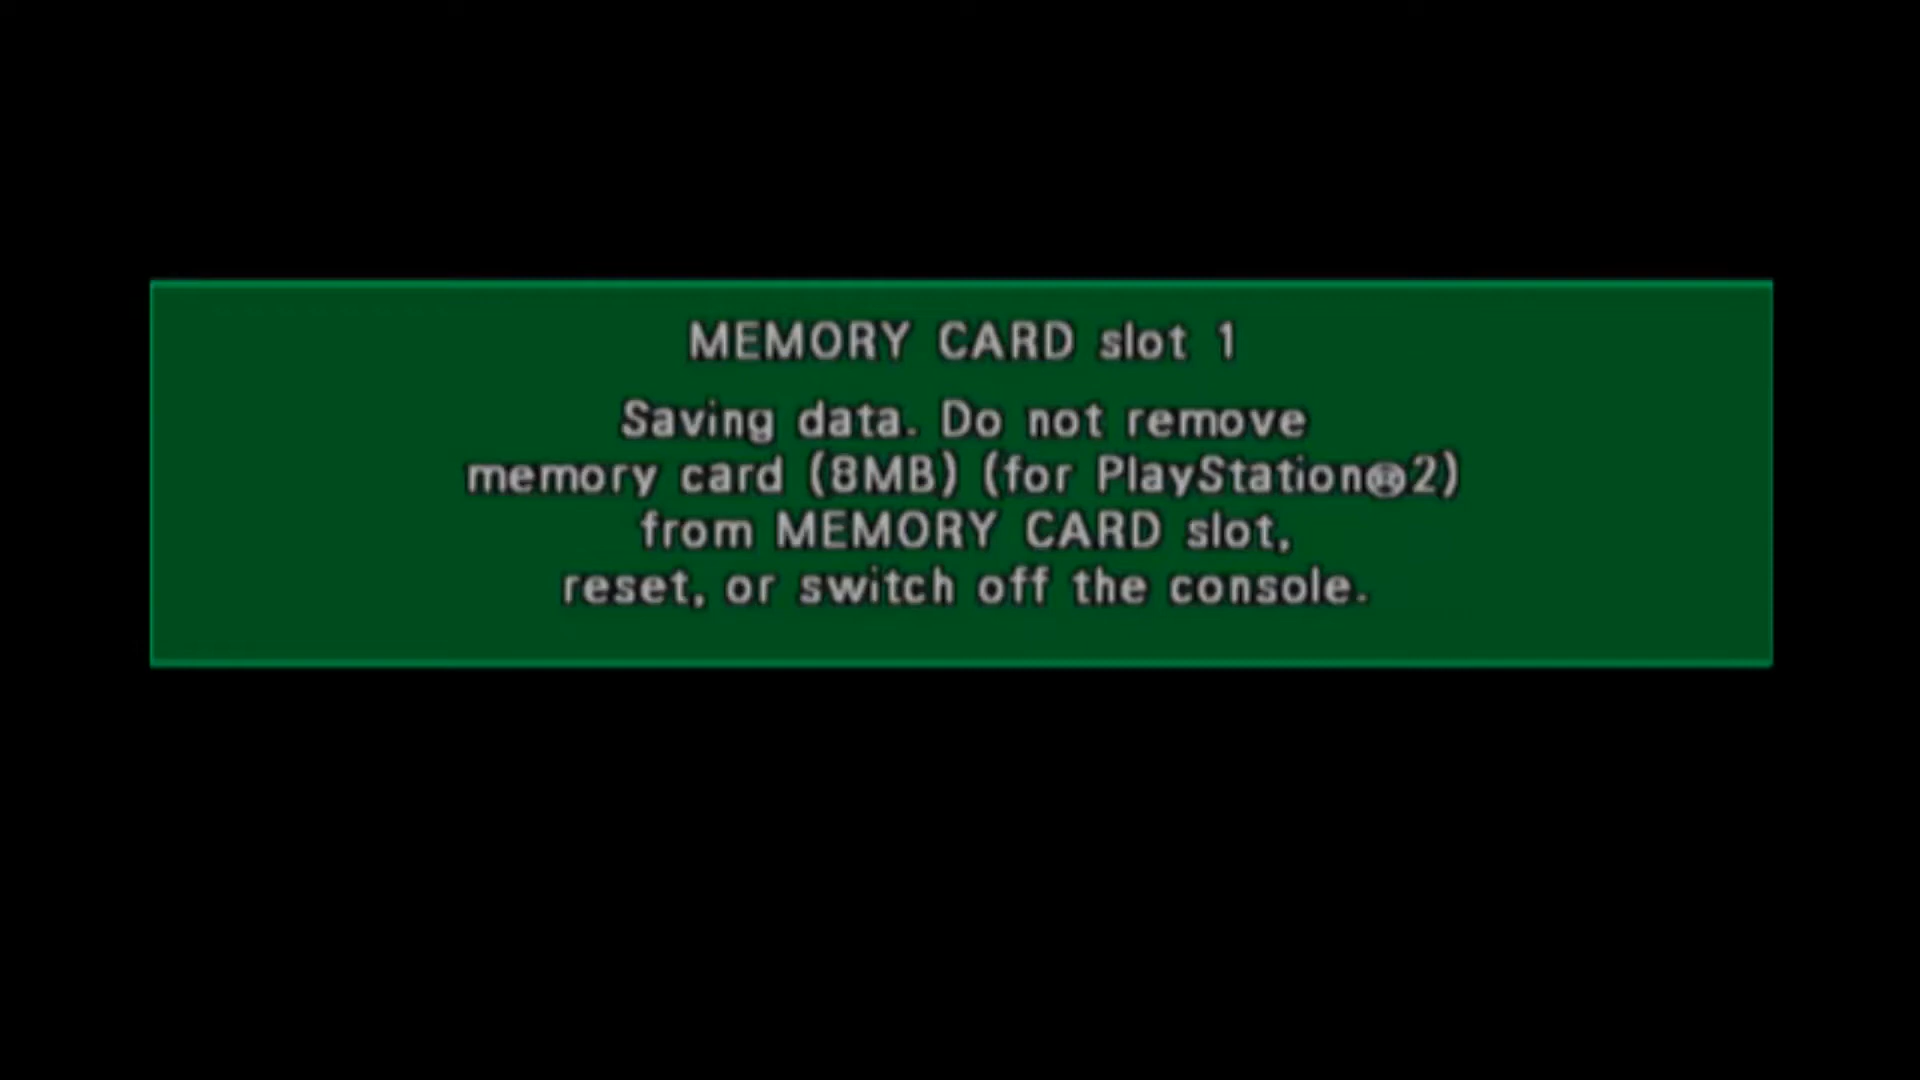 MEMORY CARD slot 1
Saving data. Do not remove
memory card (8MB) (for PlayStation®2)
from MEMORY CARD slot,
reset, or switch off the console.